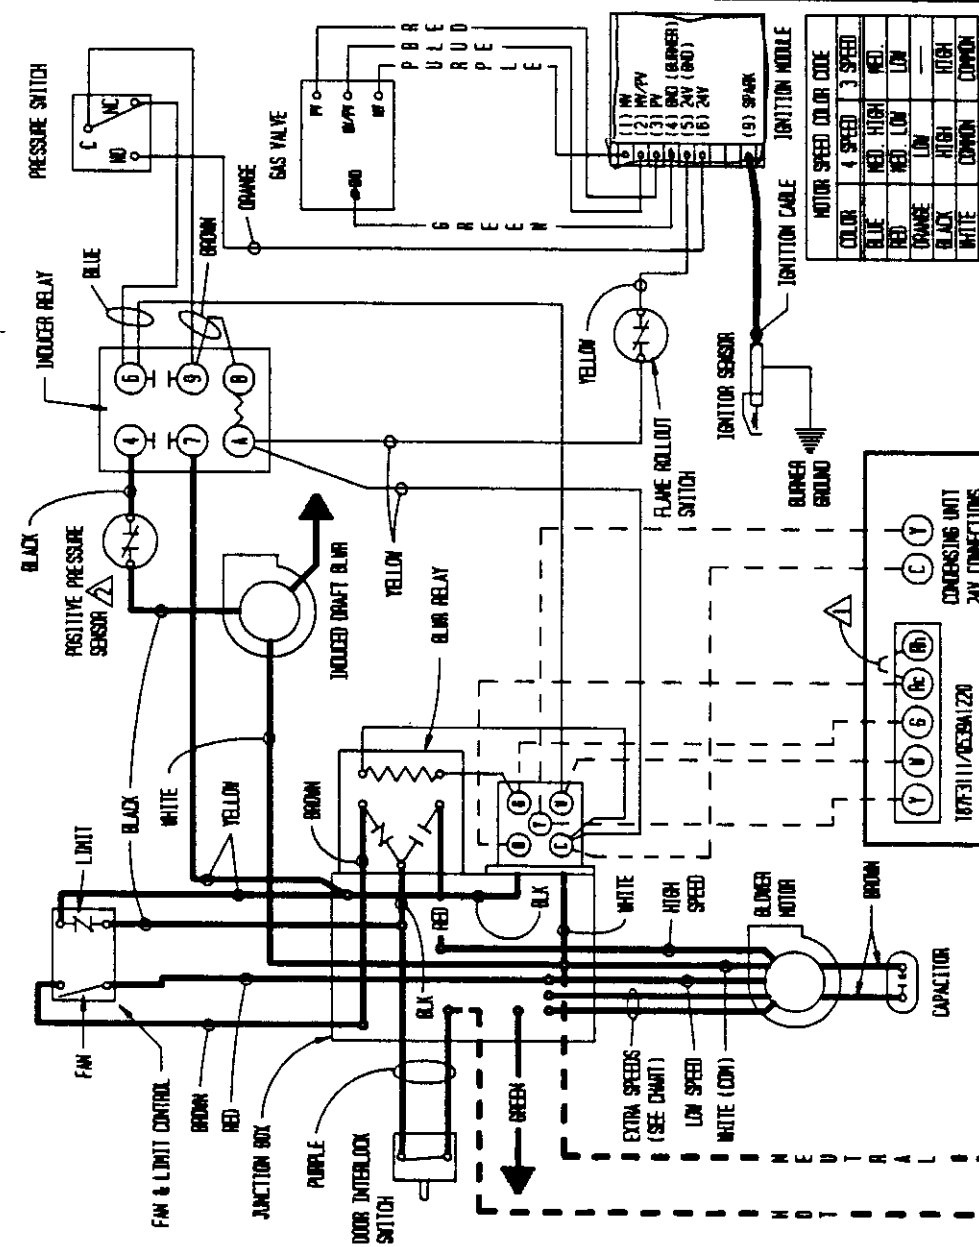 PRESSURE SWITCH
C
NC
NO
INDUCER RELAY
BLUE
BROWN
ORANGE
6
9
B
4
7
A
GAS VALVE
PV
MV/PV
MV
GND
PURPLE
BLUE
RED
GREEN
(1) MV
(2) MV/PV
(3) PV
(4) GND (BURNER)
(5) 24V (GND)
(6) 24V
(9) SPARK
IGNITION MODULE
MOTOR SPEED COLOR CODE
COLOR 4 SPEED 3 SPEED
BLUE MED. HIGH MED.
RED MED. LOW LOW
ORANGE LOW —
BLACK HIGH HIGH
WHITE COMMON COMMON
IGNITION CABLE
IGNITOR SENSOR
BURNER
GROUND
YELLOW
FLAME ROLLOUT
SWITCH
YELLOW
BLACK
POSITIVE PRESSURE
SENSOR
2
INDUCED DRAFT BLWR
BLWR RELAY
LIMIT
BLACK
WHITE
YELLOW
BROWN
FAN
FAN & LIMIT CONTROL
BROWN
RED
JUNCTION BOX
PURPLE
DOOR INTERLOCK
SWITCH
BLK
RED
BLK
WHITE
HIGH
SPEED
GREEN
EXTRA SPEEDS
(SEE CHART)
LOW SPEED
WHITE (COM)
BLOWER
MOTOR
BROWN
CAPACITOR
Y
C
1
C
Y
CONDENSING UNIT
24V CONNECTIONS
Y
W
G
Rc
Rh
T87F3111/Q539A1220
NEUTRAL
HOT